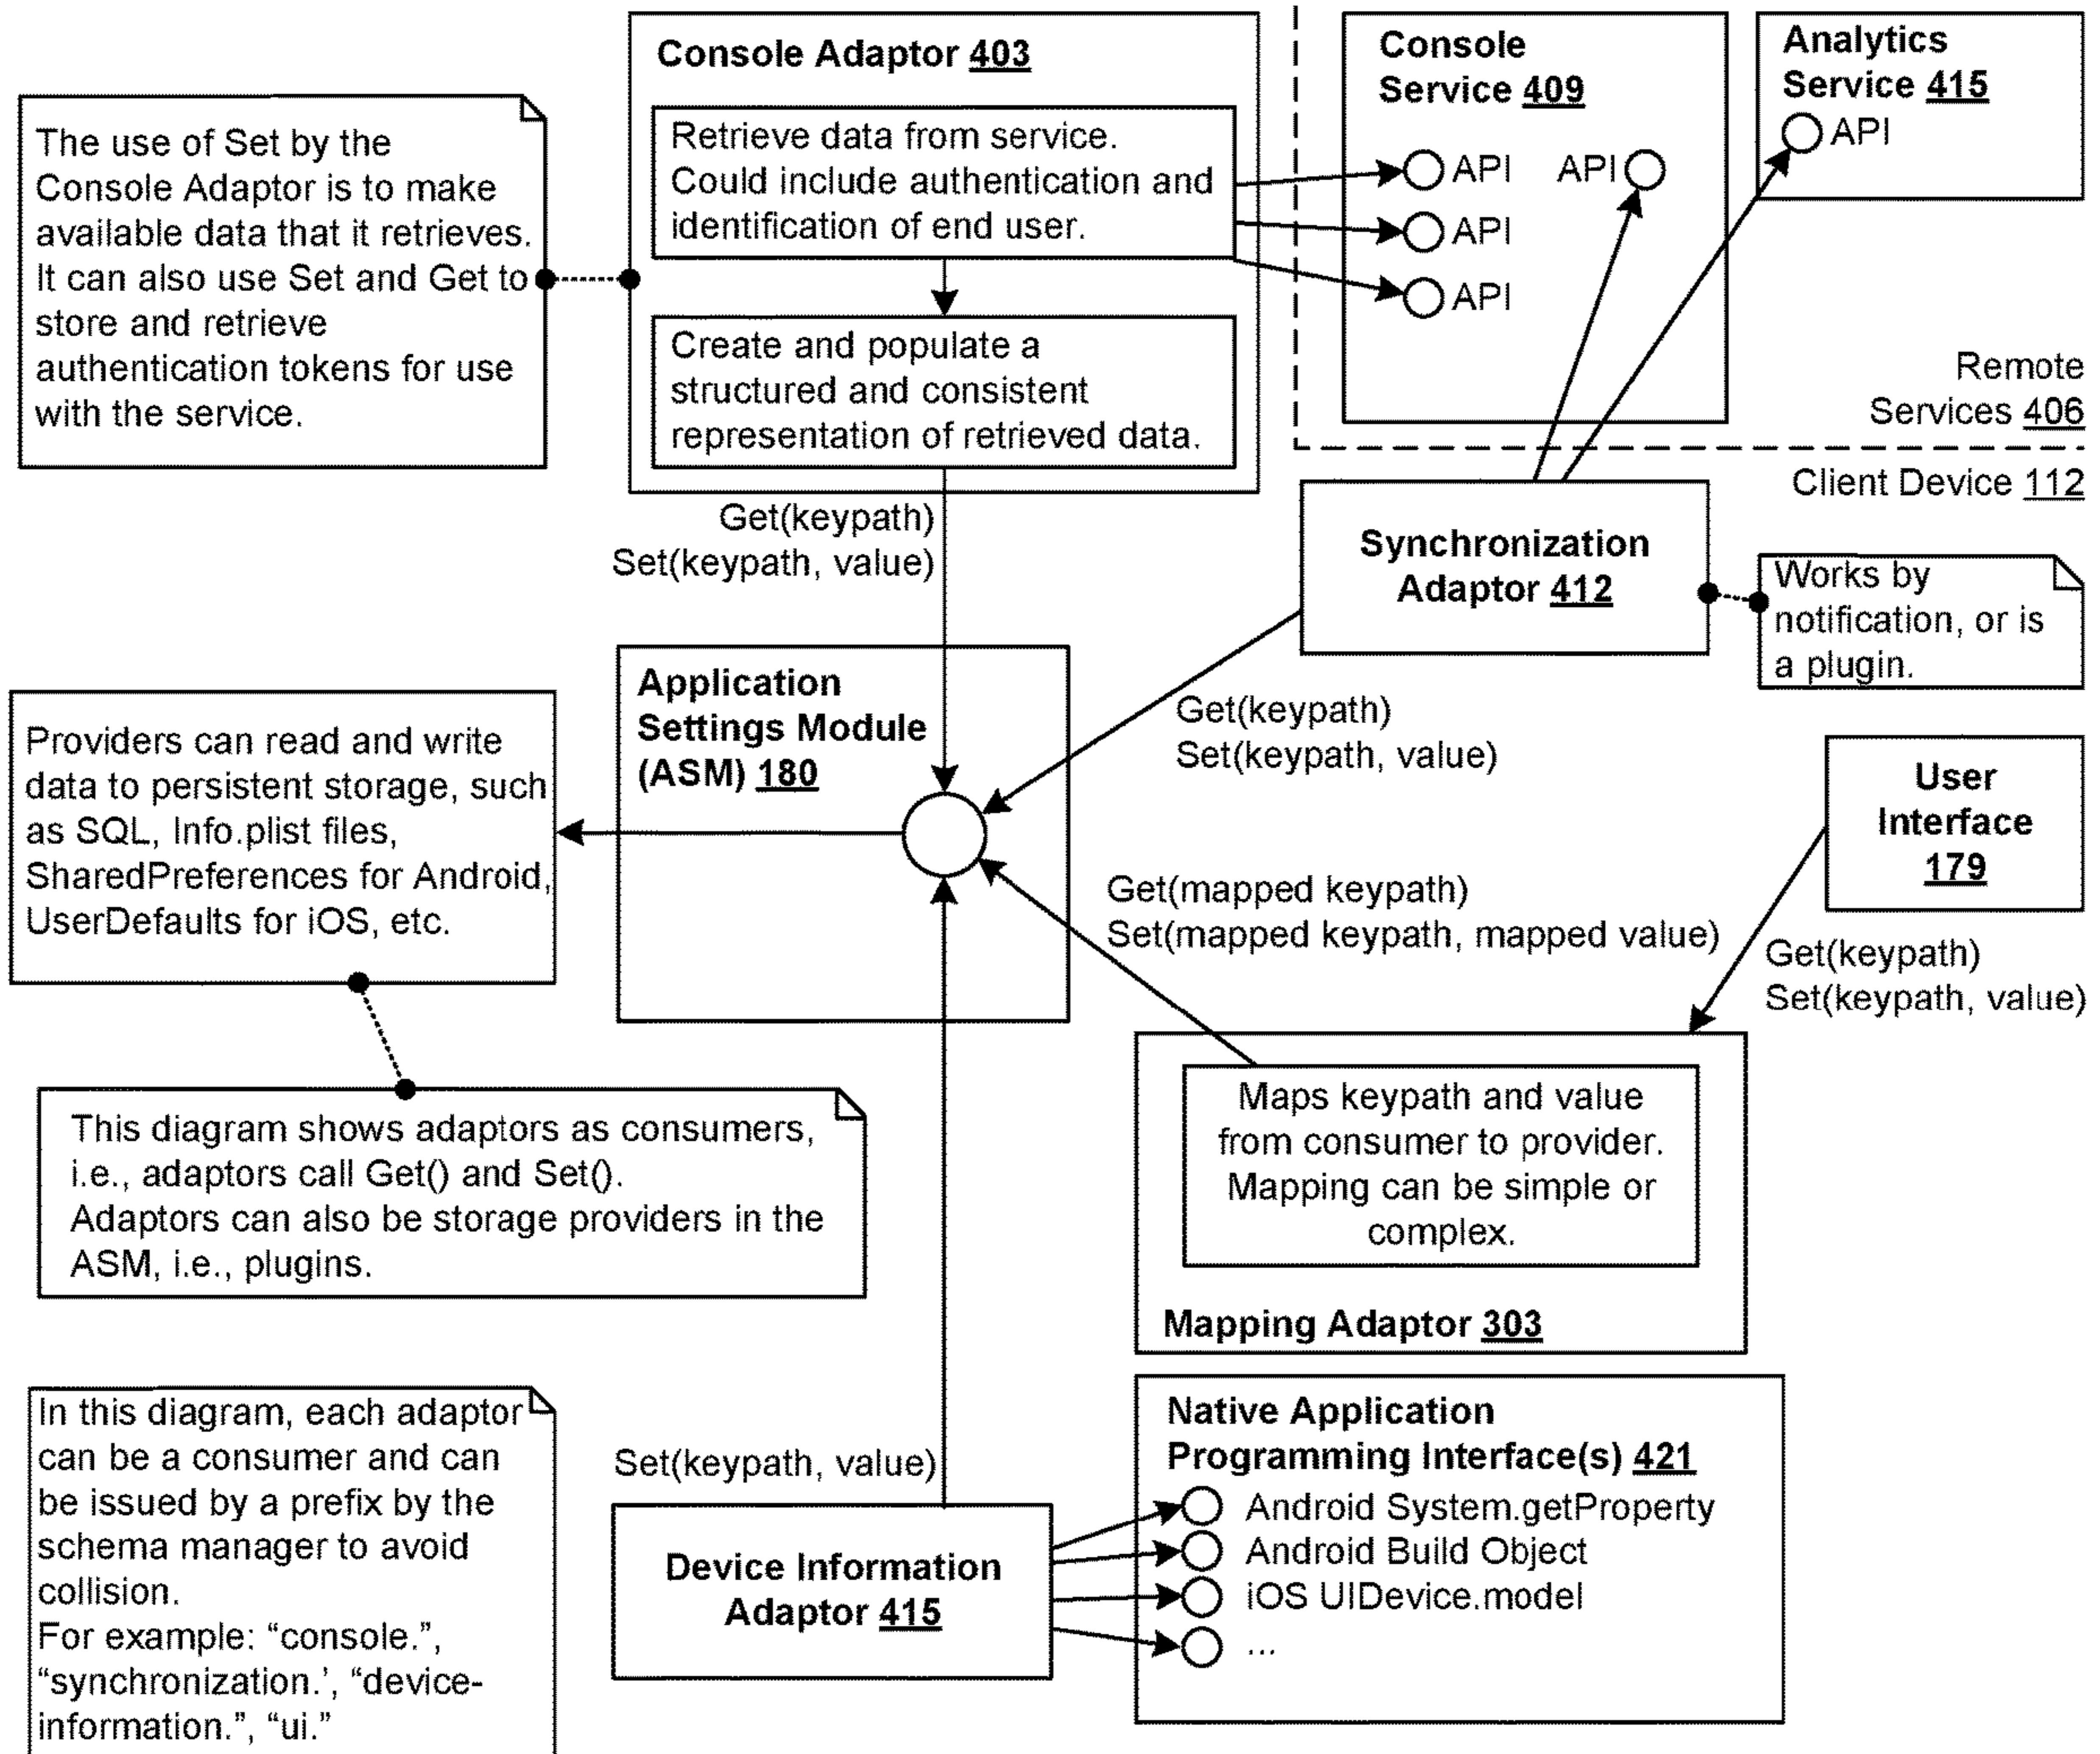 The use of Set by the
Console Adaptor is to make
available data that it retrieves.
It can also use Set and Get to
store and retrieve
authentication tokens for use
with the service.
Console Adaptor 403
Retrieve data from service.
Could include authentication and
identification of end user.
Create and populate a
structured and consistent
representation of retrieved data.
Console
Service 409
API
API
API
API
Analytics
Service 415
API
Remote
Services 406
Client Device 112
Get(keypath)
Set(keypath, value)
Synchronization
Adaptor 412
Works by
notification, or is
a plugin.
Providers can read and write
data to persistent storage, such
as SQL, Info.plist files,
SharedPreferences for Android,
UserDefaults for iOS, etc.
Application
Settings Module
(ASM) 180
Get(keypath)
Set(keypath, value)
User
Interface
179
Get(mapped keypath)
Set(mapped keypath, mapped value)
Get(keypath)
Set(keypath, value)
This diagram shows adaptors as consumers,
i.e., adaptors call Get() and Set().
Adaptors can also be storage providers in the
ASM, i.e., plugins.
Maps keypath and value
from consumer to provider.
Mapping can be simple or
complex.
Mapping Adaptor 303
In this diagram, each adaptor
can be a consumer and can
be issued by a prefix by the
schema manager to avoid
collision.
For example: “console.”,
“synchronization.’, “device-
information.”, “ui.”
Set(keypath, value)
Device Information
Adaptor 415
Native Application
Programming Interface(s) 421
Android System.getProperty
Android Build Object
iOS UIDevice.model
...